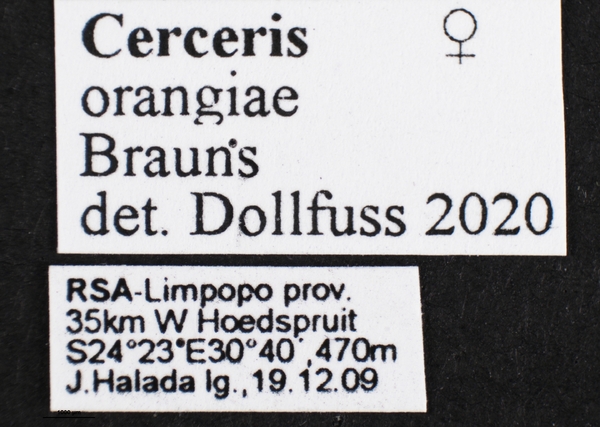 Cerceris ♀
orangiae
Brauns
det. Dollfuss 2020
RSA-Limpopo prov.
35km W Hoedspruit
S24°23'E30°40', 470m
J.Halada lg., 19.12.09